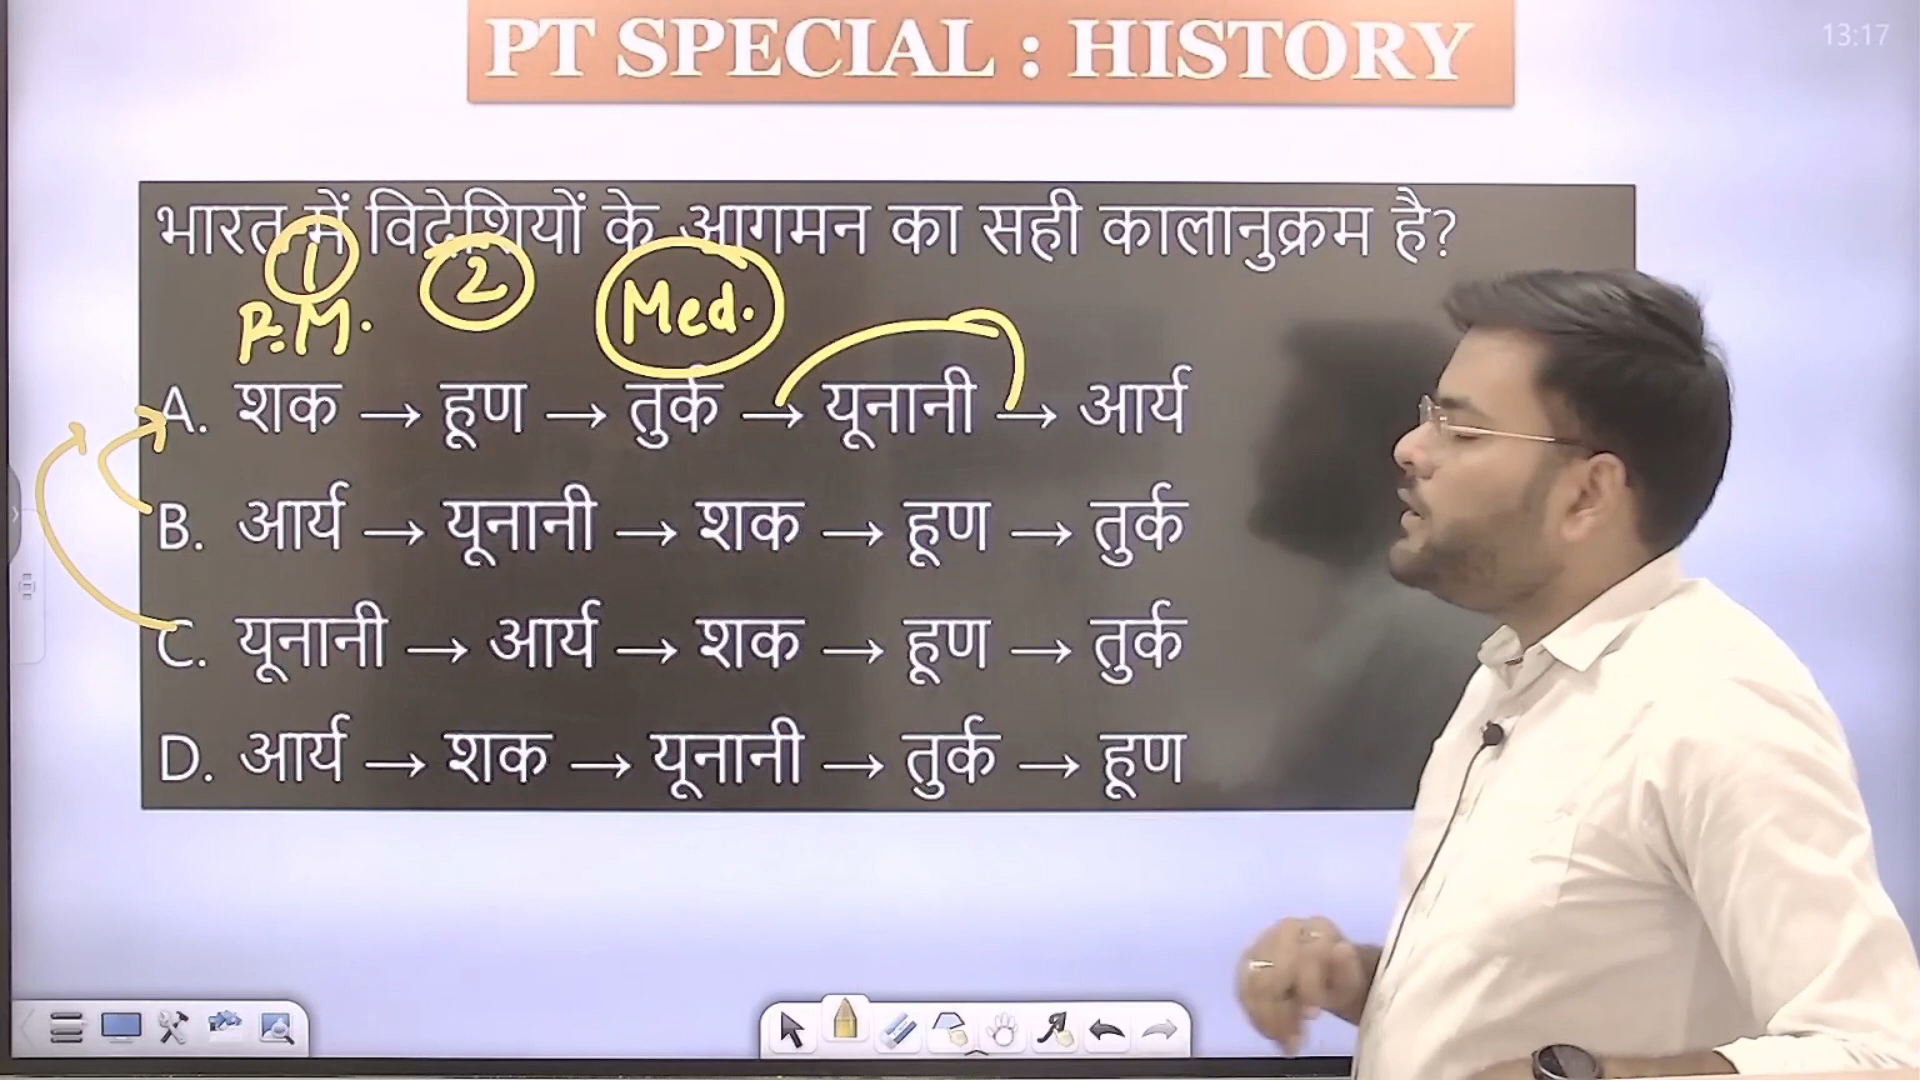 PT SPECIAL : HISTORY
13:17
भारत में विदेशियों के आगमन का सही कालानुक्रम है?
1 2 Med.
P.M.
A. शक → हूण → तुर्क → यूनानी → आर्य
B. आर्य → यूनानी → शक → हूण → तुर्क
C. यूनानी → आर्य → शक → हूण → तुर्क
D. आर्य → शक → यूनानी → तुर्क → हूण